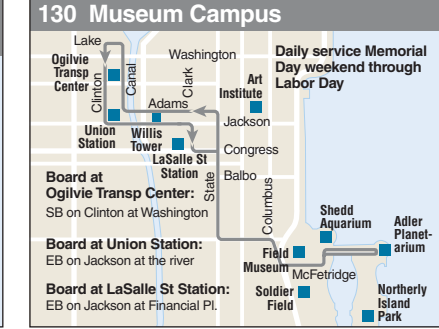 130 Museum Campus
Lake
Ogilvie
Transp
Center
Clinton
Canal
Washington
Clark
Daily service Memorial
Day weekend through
Labor Day
Art
Institute
Adams
Jackson
Union
Station
Willis
Tower
LaSalle St
Station
Congress
State
Balbo
Columbus
Board at
Ogilvie Transp Center:
SB on Clinton at Washington
Board at Union Station:
EB on Jackson at the river
Board at LaSalle St Station:
EB on Jackson at Financial Pl.
Shedd
Aquarium
Adler
Planet-
arium
Field
Museum
McFetridge
Soldier
Field
Northerly
Island
Park